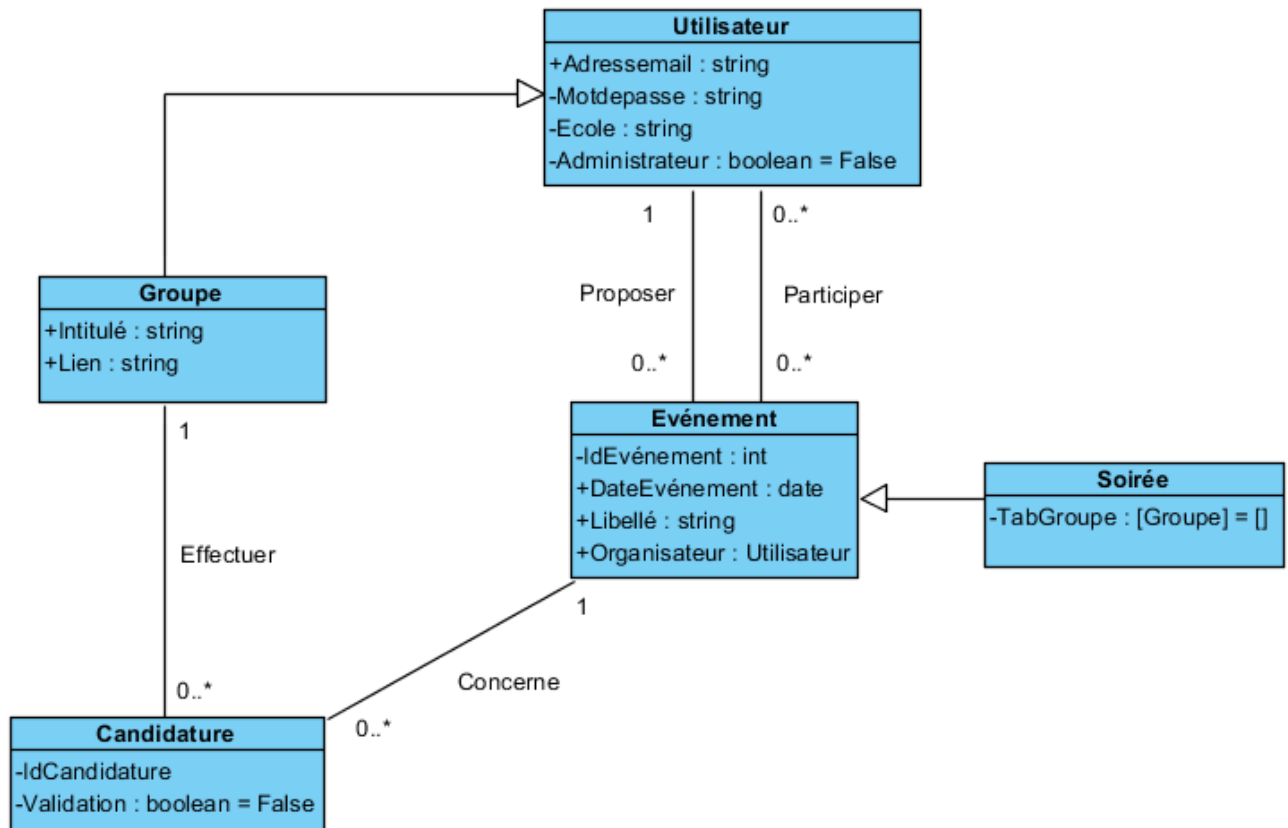 Utilisateur
+Adressemail : string
-Motdepasse : string
-Ecole : string
-Administrateur : boolean = False
1
0..*
Groupe
+Intitulé : string
+Lien : string
Proposer
Participer
0..*
0..*
1
Evénement
-IdEvénement : int
+DateEvénement : date
+Libellé : string
+Organisateur : Utilisateur
Soirée
-TabGroupe : [Groupe] = []
Effectuer
1
Concerne
0..*
0..*
Candidature
-IdCandidature
-Validation : boolean = False